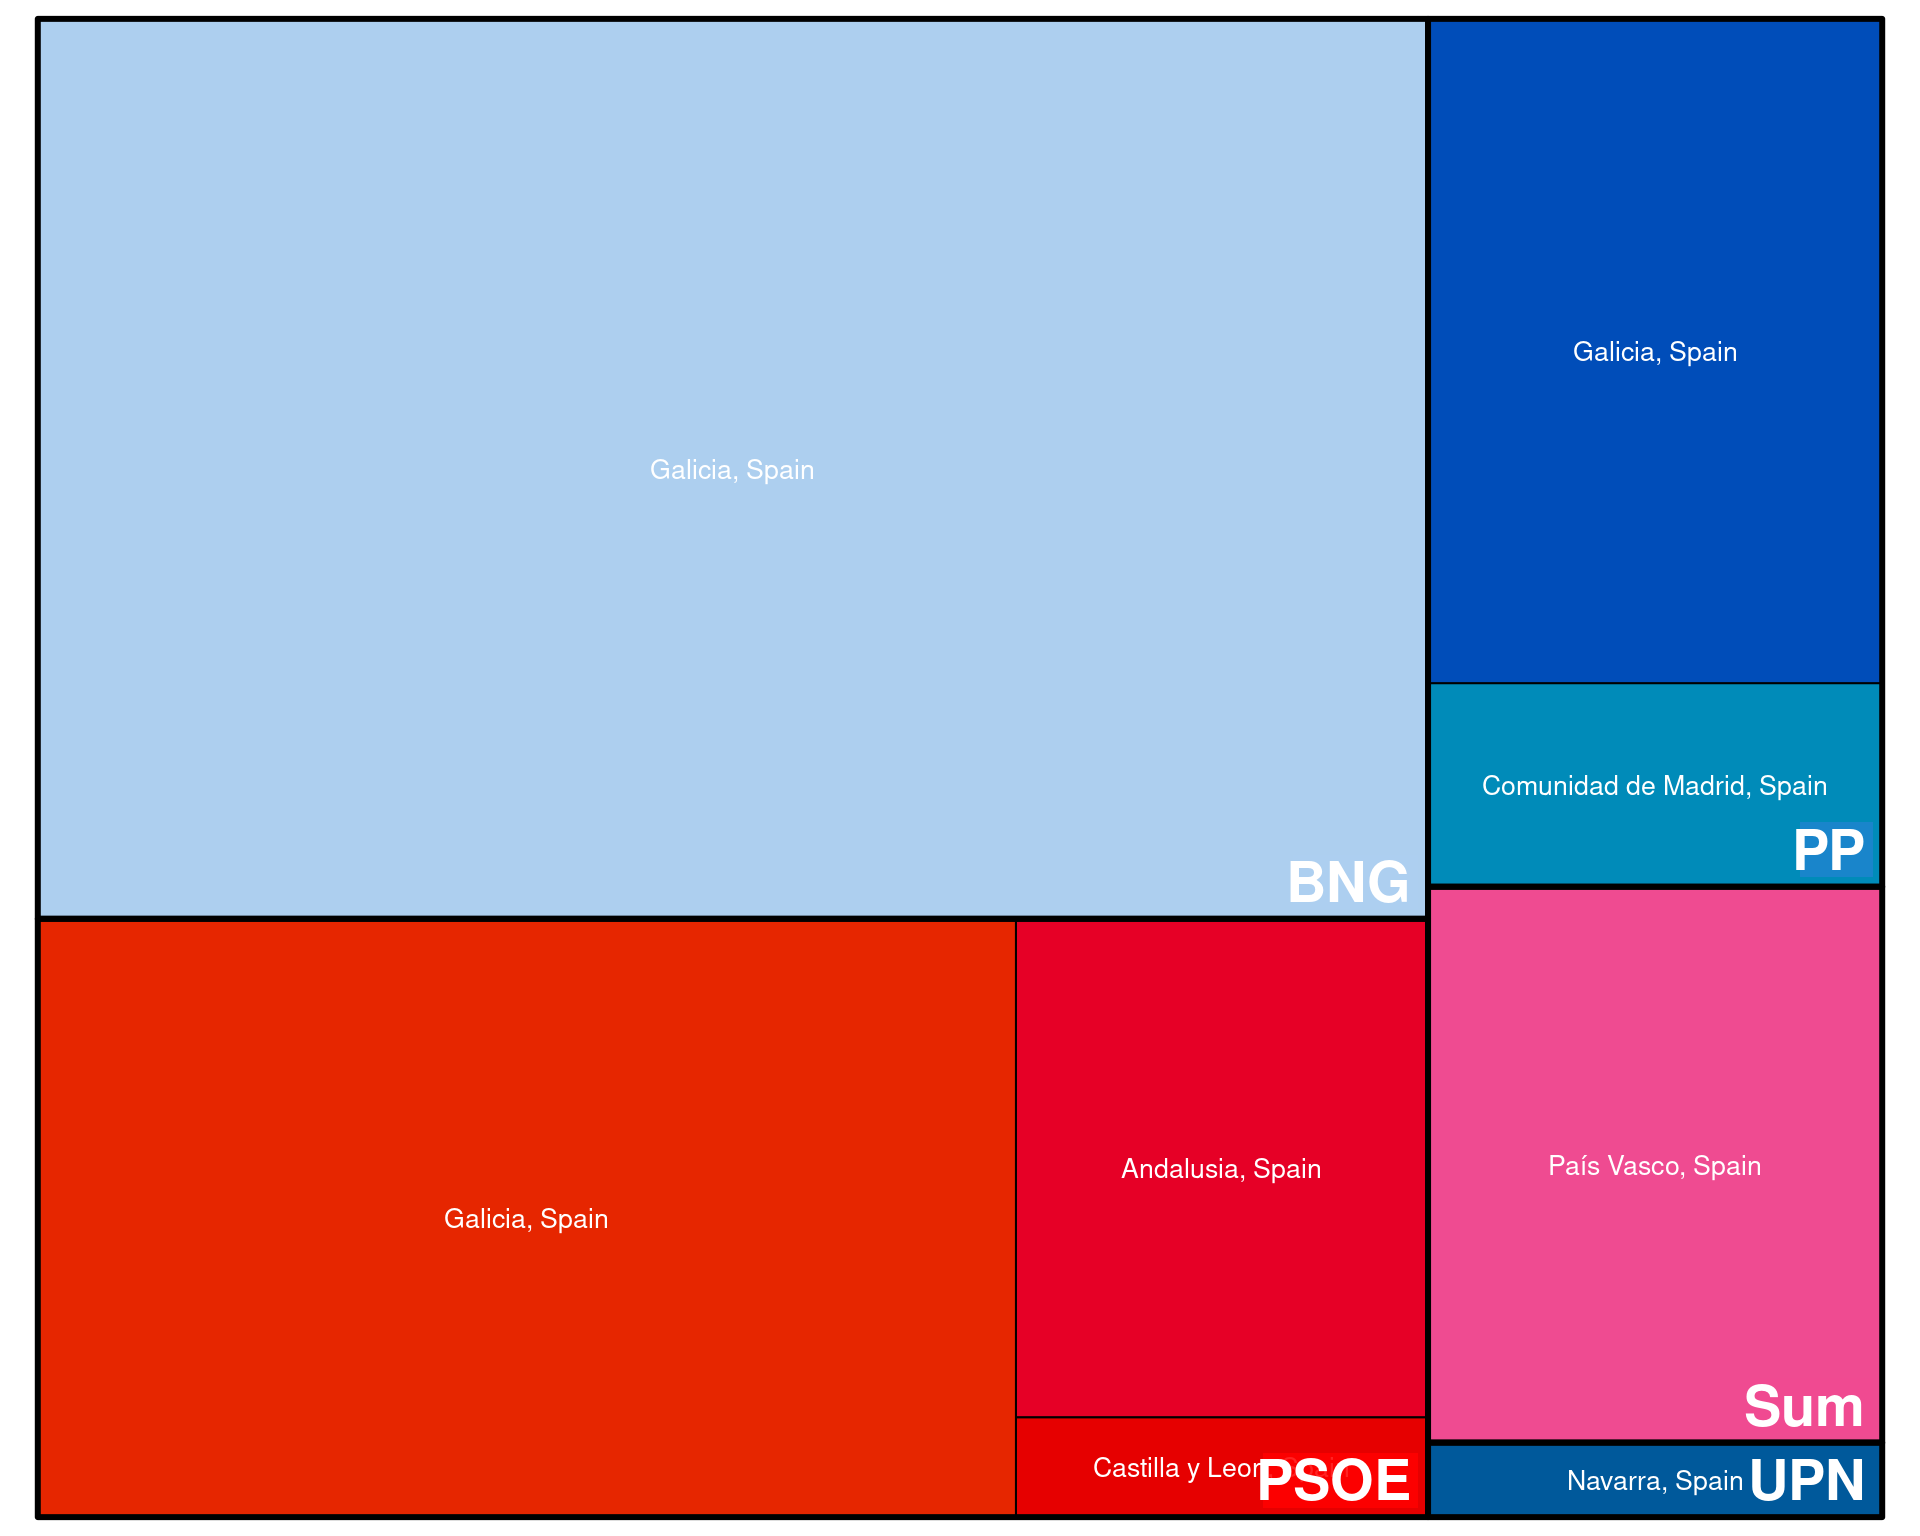 Galicia, Spain
BNG
Galicia, Spain
Comunidad de Madrid, Spain
PP
Galicia, Spain
Andalusia, Spain
Castilla y Leon
PSOE
País Vasco, Spain
Sum
Navarra, Spain
UPN